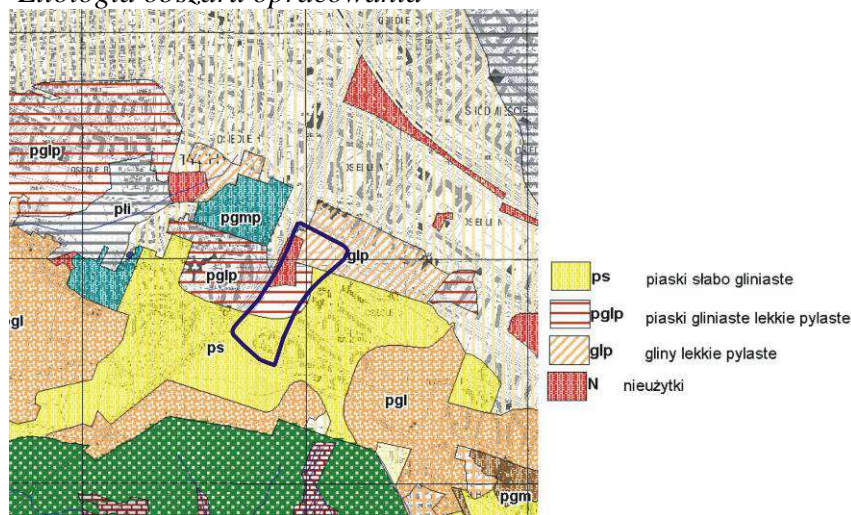 Litologia obszaru opracowania
OSIEDLE
pglp
pli
pgmp
glp
pglp
gl
ps
pgl
pgm
ps piaski słabo gliniaste
pglp piaski gliniaste lekkie pylaste
glp gliny lekkie pylaste
N nieużytki